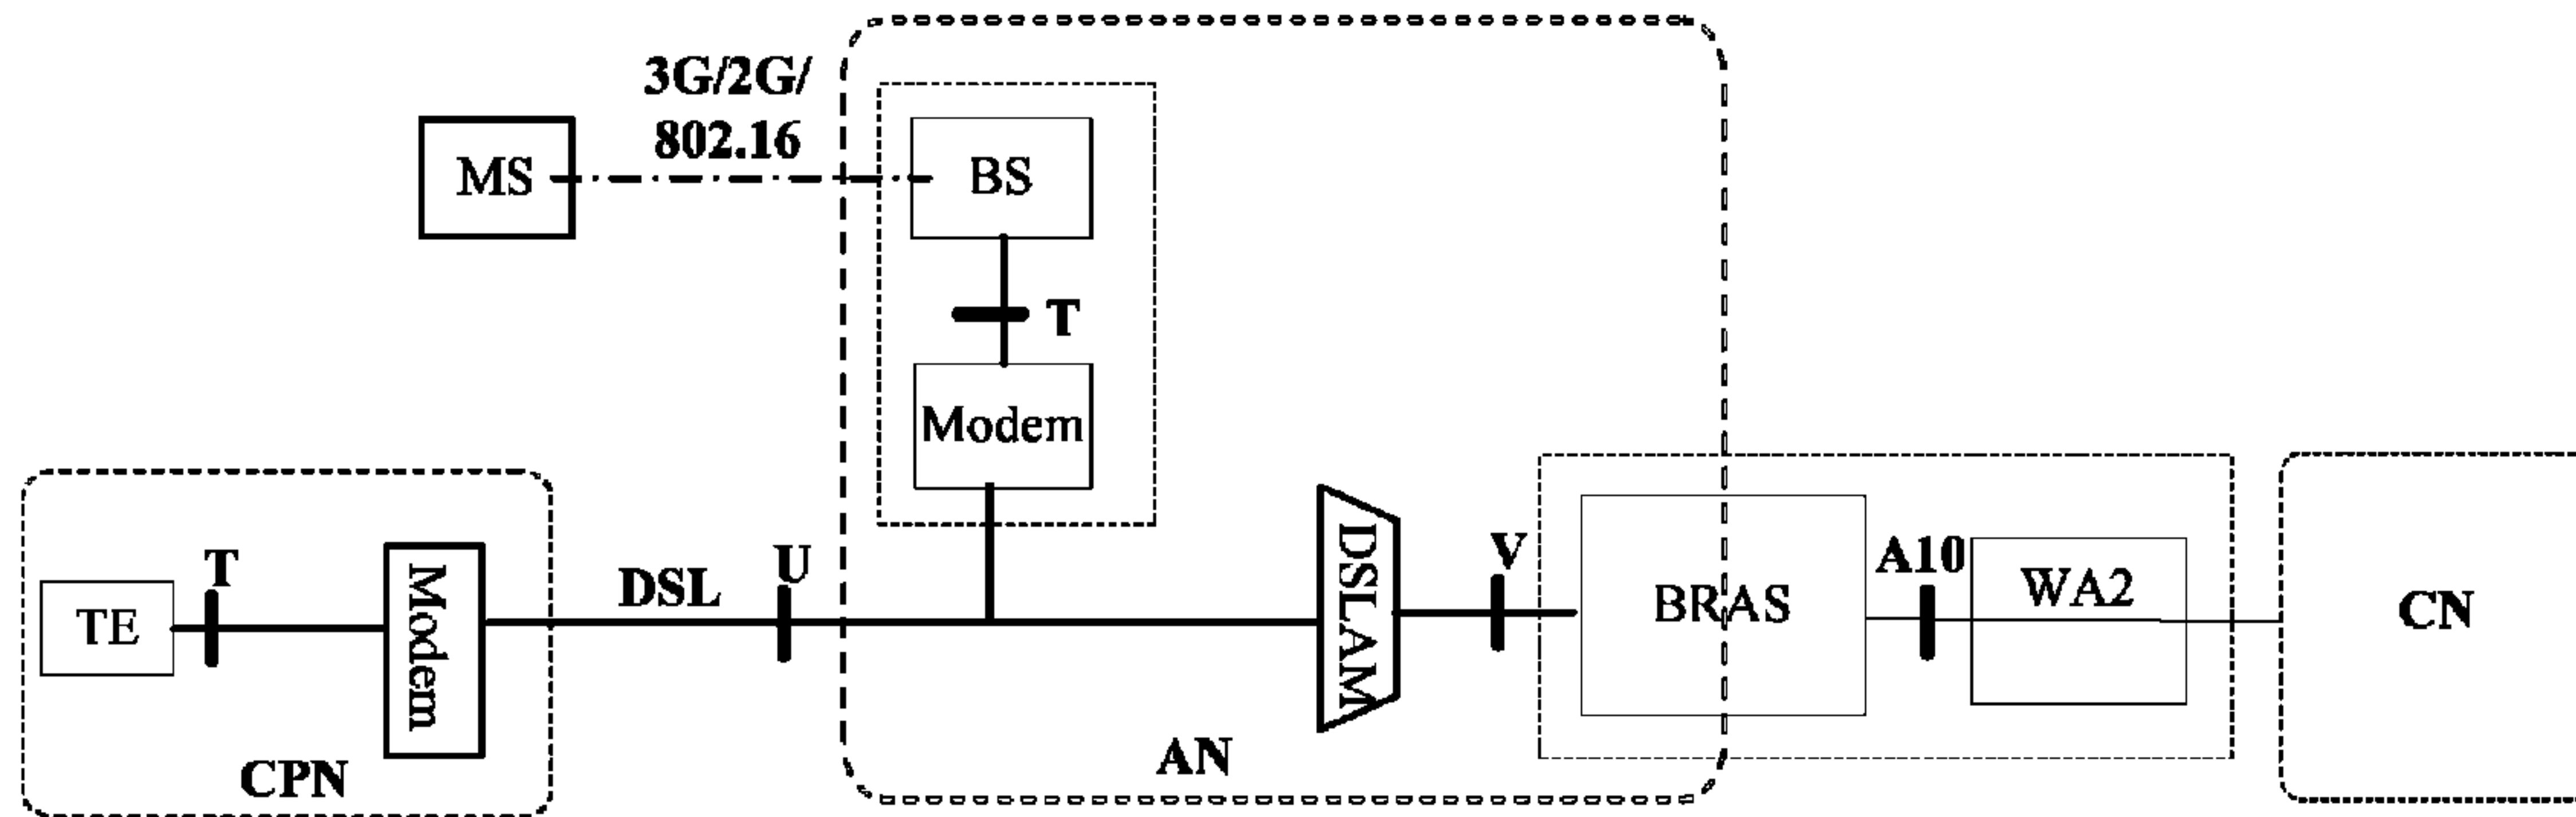 3G/2G/
802.16
MS
BS
T
Modem
T
TE
Modem
CPN
DSL
U
DSLAM
AN
V
BRAS
A10
WA2
CN